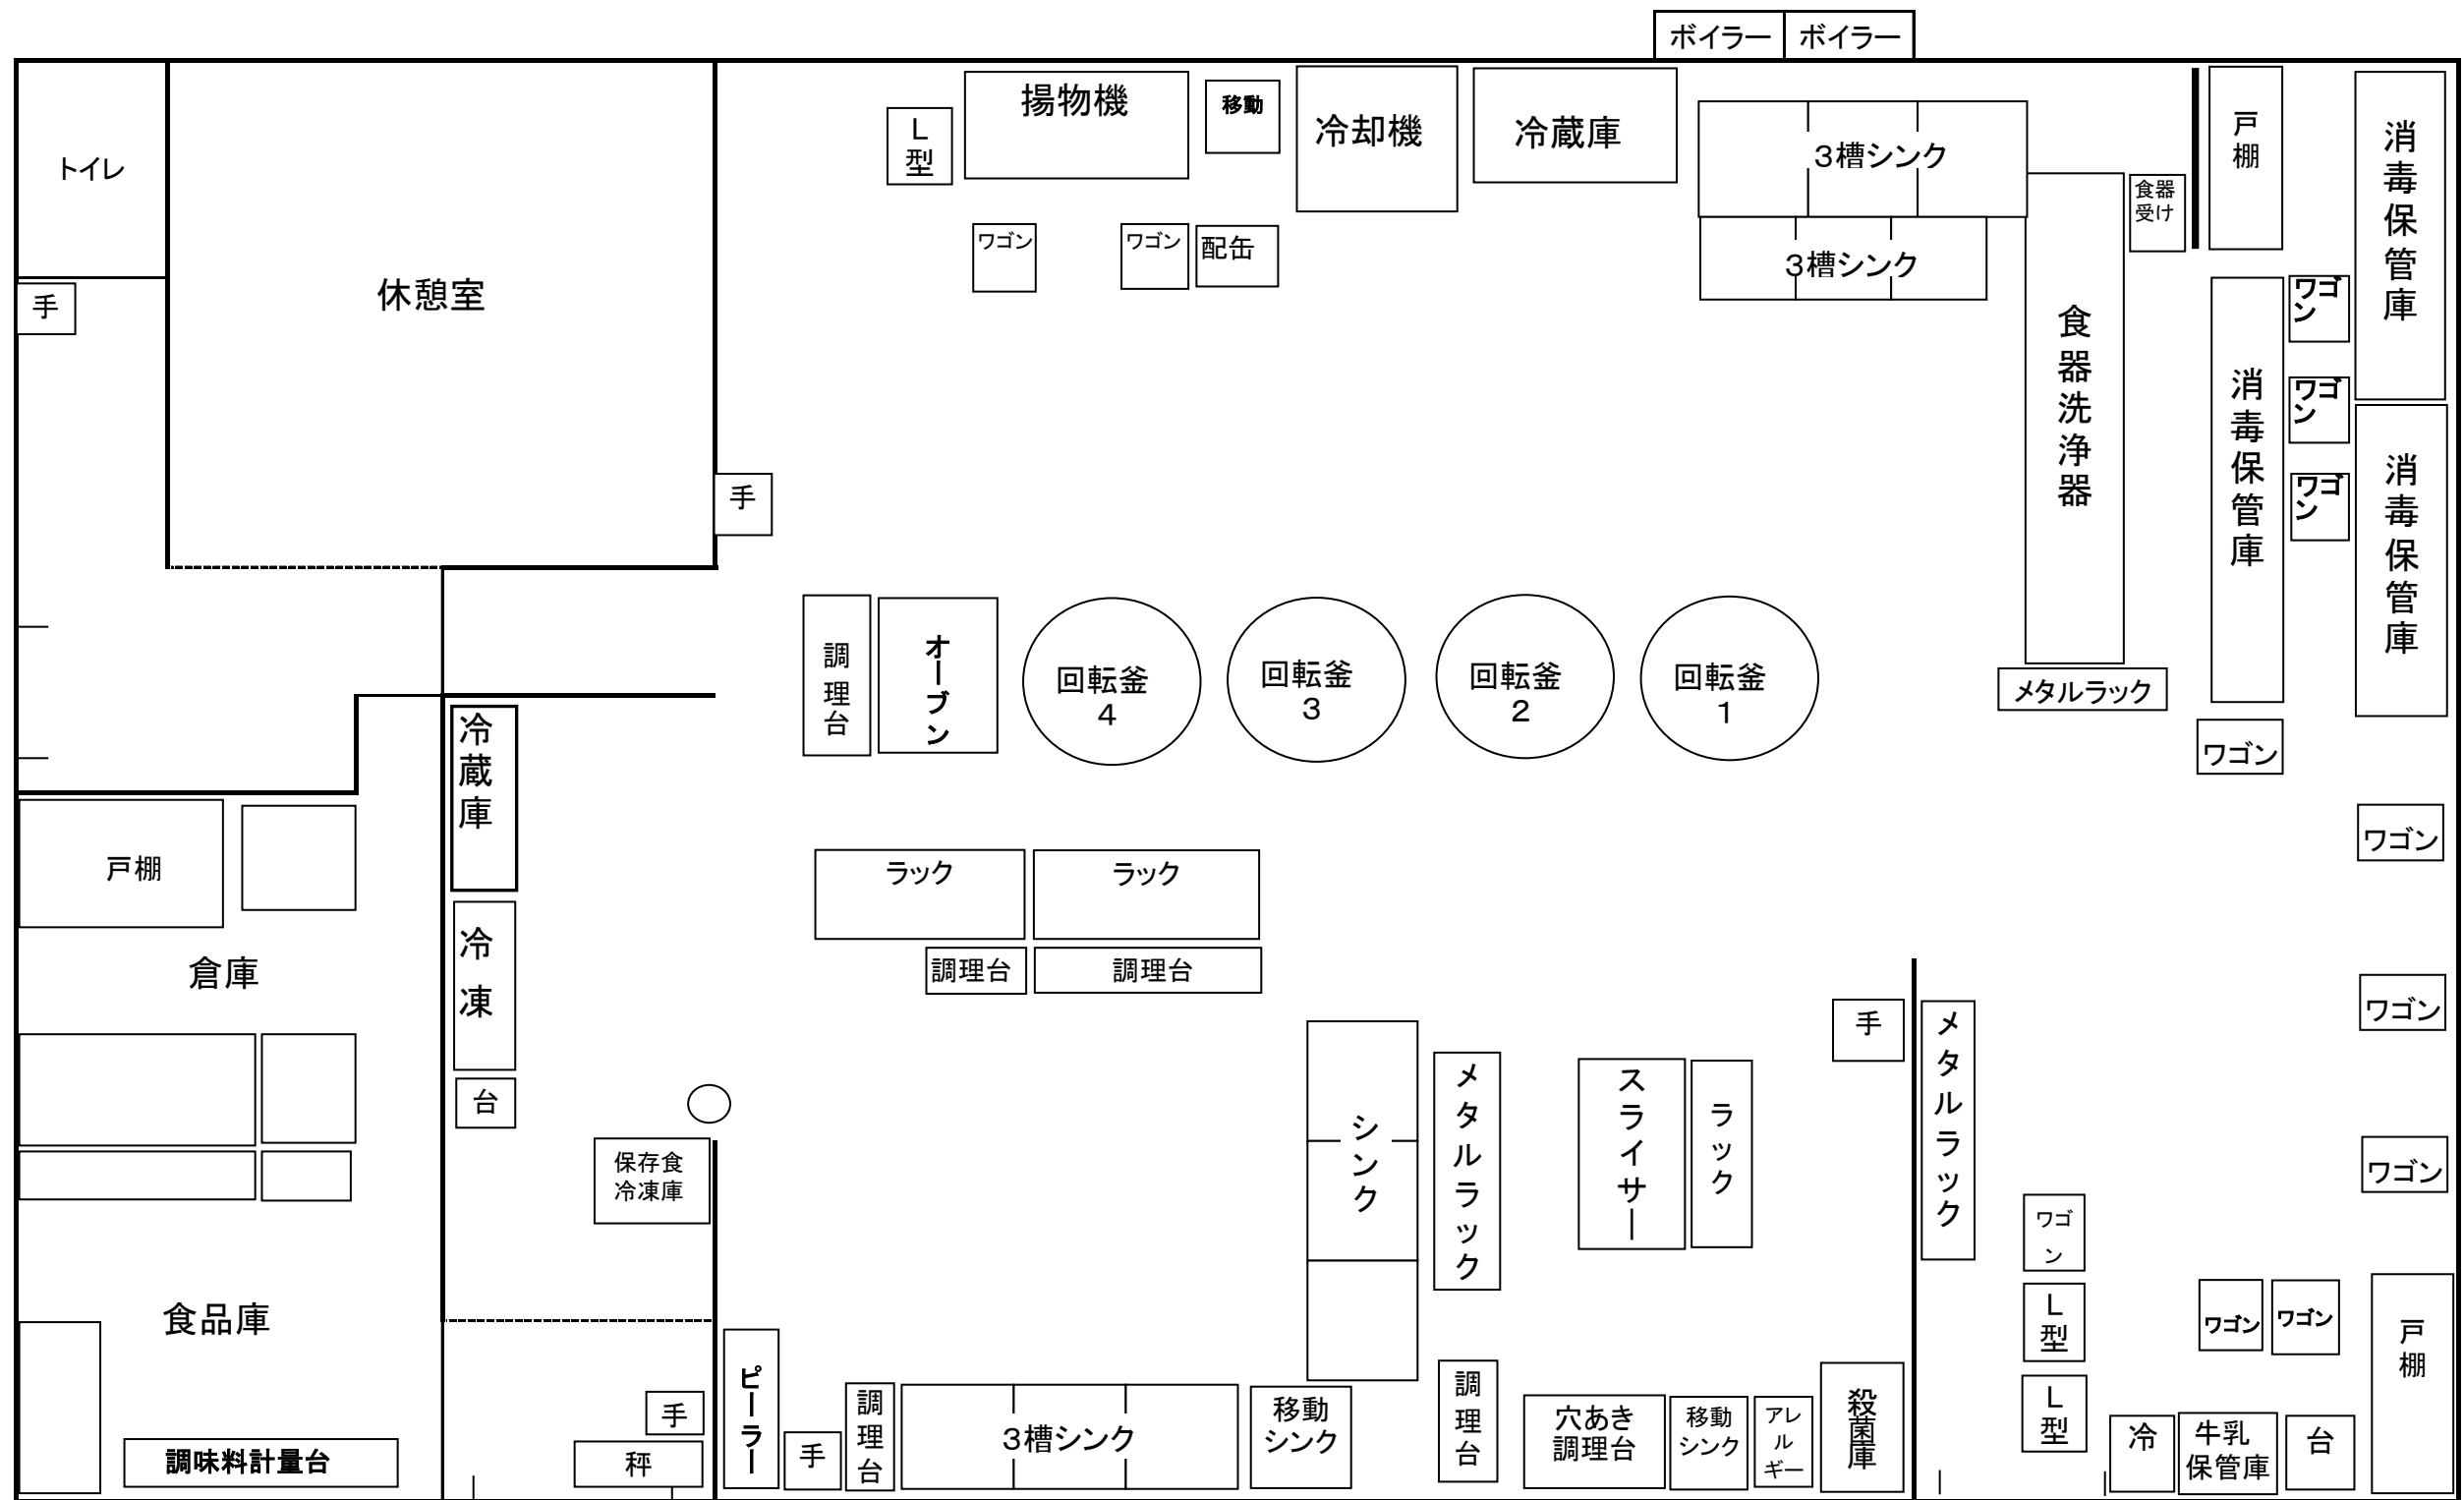 ボイラー
ボイラー
トイレ
手
休憩室
手
L型
揚物機
移動
冷却機
冷蔵庫
3槽シンク
3槽シンク
ワゴン
ワゴン
配缶
食器洗浄器
食器
受け
戸棚
消毒保管庫
消毒保管庫
消毒保管庫
ワゴン
ワゴン
ワゴン
メタルラック
ワゴン
調理台
オーブン
回転釜
4
回転釜
3
回転釜
2
回転釜
1
戸棚
倉庫
食品庫
調味料計量台
冷蔵庫
冷凍
台
保存食
冷凍庫
手
秤
ラック
ラック
調理台
調理台
シンク
メタルラック
スライサー
ラック
手
メタルラック
ピーラー
手
調理台
3槽シンク
移動
シンク
調理台
穴あき
調理台
移動
シンク
アレ
ル
ギー
殺菌庫
ワゴン
ワゴン
ワゴン
ワゴン
L型
L型
ワゴン
ワゴン
戸棚
冷
牛乳
保管庫
台